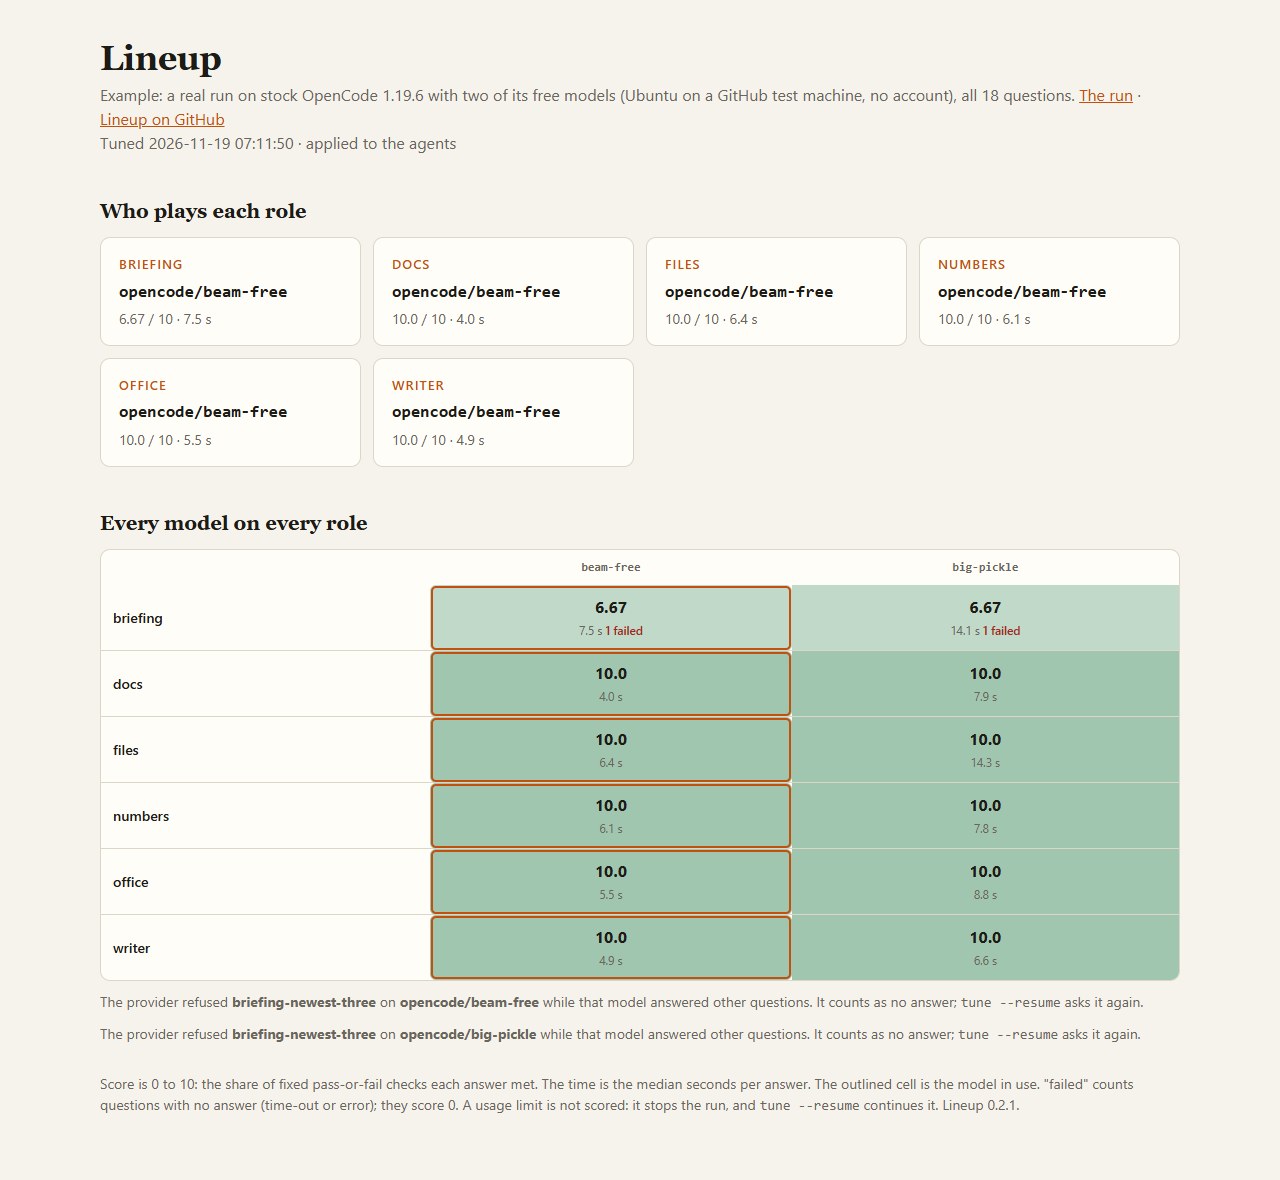 Lineup
Example: a real run on stock OpenCode 1.19.6 with two of its free models (Ubuntu on a GitHub test machine, no account), all 18 questions. The run ·
Lineup on GitHub
Tuned 2026-11-19 07:11:50 · applied to the agents
Who plays each role
BRIEFING
opencode/beam-free
6.67 / 10 · 7.5 s
DOCS
opencode/beam-free
10.0 / 10 · 4.0 s
FILES
opencode/beam-free
10.0 / 10 · 6.4 s
NUMBERS
opencode/beam-free
10.0 / 10 · 6.1 s
OFFICE
opencode/beam-free
10.0 / 10 · 5.5 s
WRITER
opencode/beam-free
10.0 / 10 · 4.9 s
Every model on every role
beam-free big-pickle
briefing
6.67
7.5 s 1 failed
6.67
14.1 s 1 failed
docs
10.0
4.0 s
10.0
7.9 s
files
10.0
6.4 s
10.0
14.3 s
numbers
10.0
6.1 s
10.0
7.8 s
office
10.0
5.5 s
10.0
8.8 s
writer
10.0
4.9 s
10.0
6.6 s
The provider refused briefing-newest-three on opencode/beam-free while that model answered other questions. It counts as no answer; tune --resume asks it again.
The provider refused briefing-newest-three on opencode/big-pickle while that model answered other questions. It counts as no answer; tune --resume asks it again.
Score is 0 to 10: the share of fixed pass-or-fail checks each answer met. The time is the median seconds per answer. The outlined cell is the model in use. "failed" counts
questions with no answer (time-out or error); they score 0. A usage limit is not scored: it stops the run, and tune --resume continues it. Lineup 0.2.1.